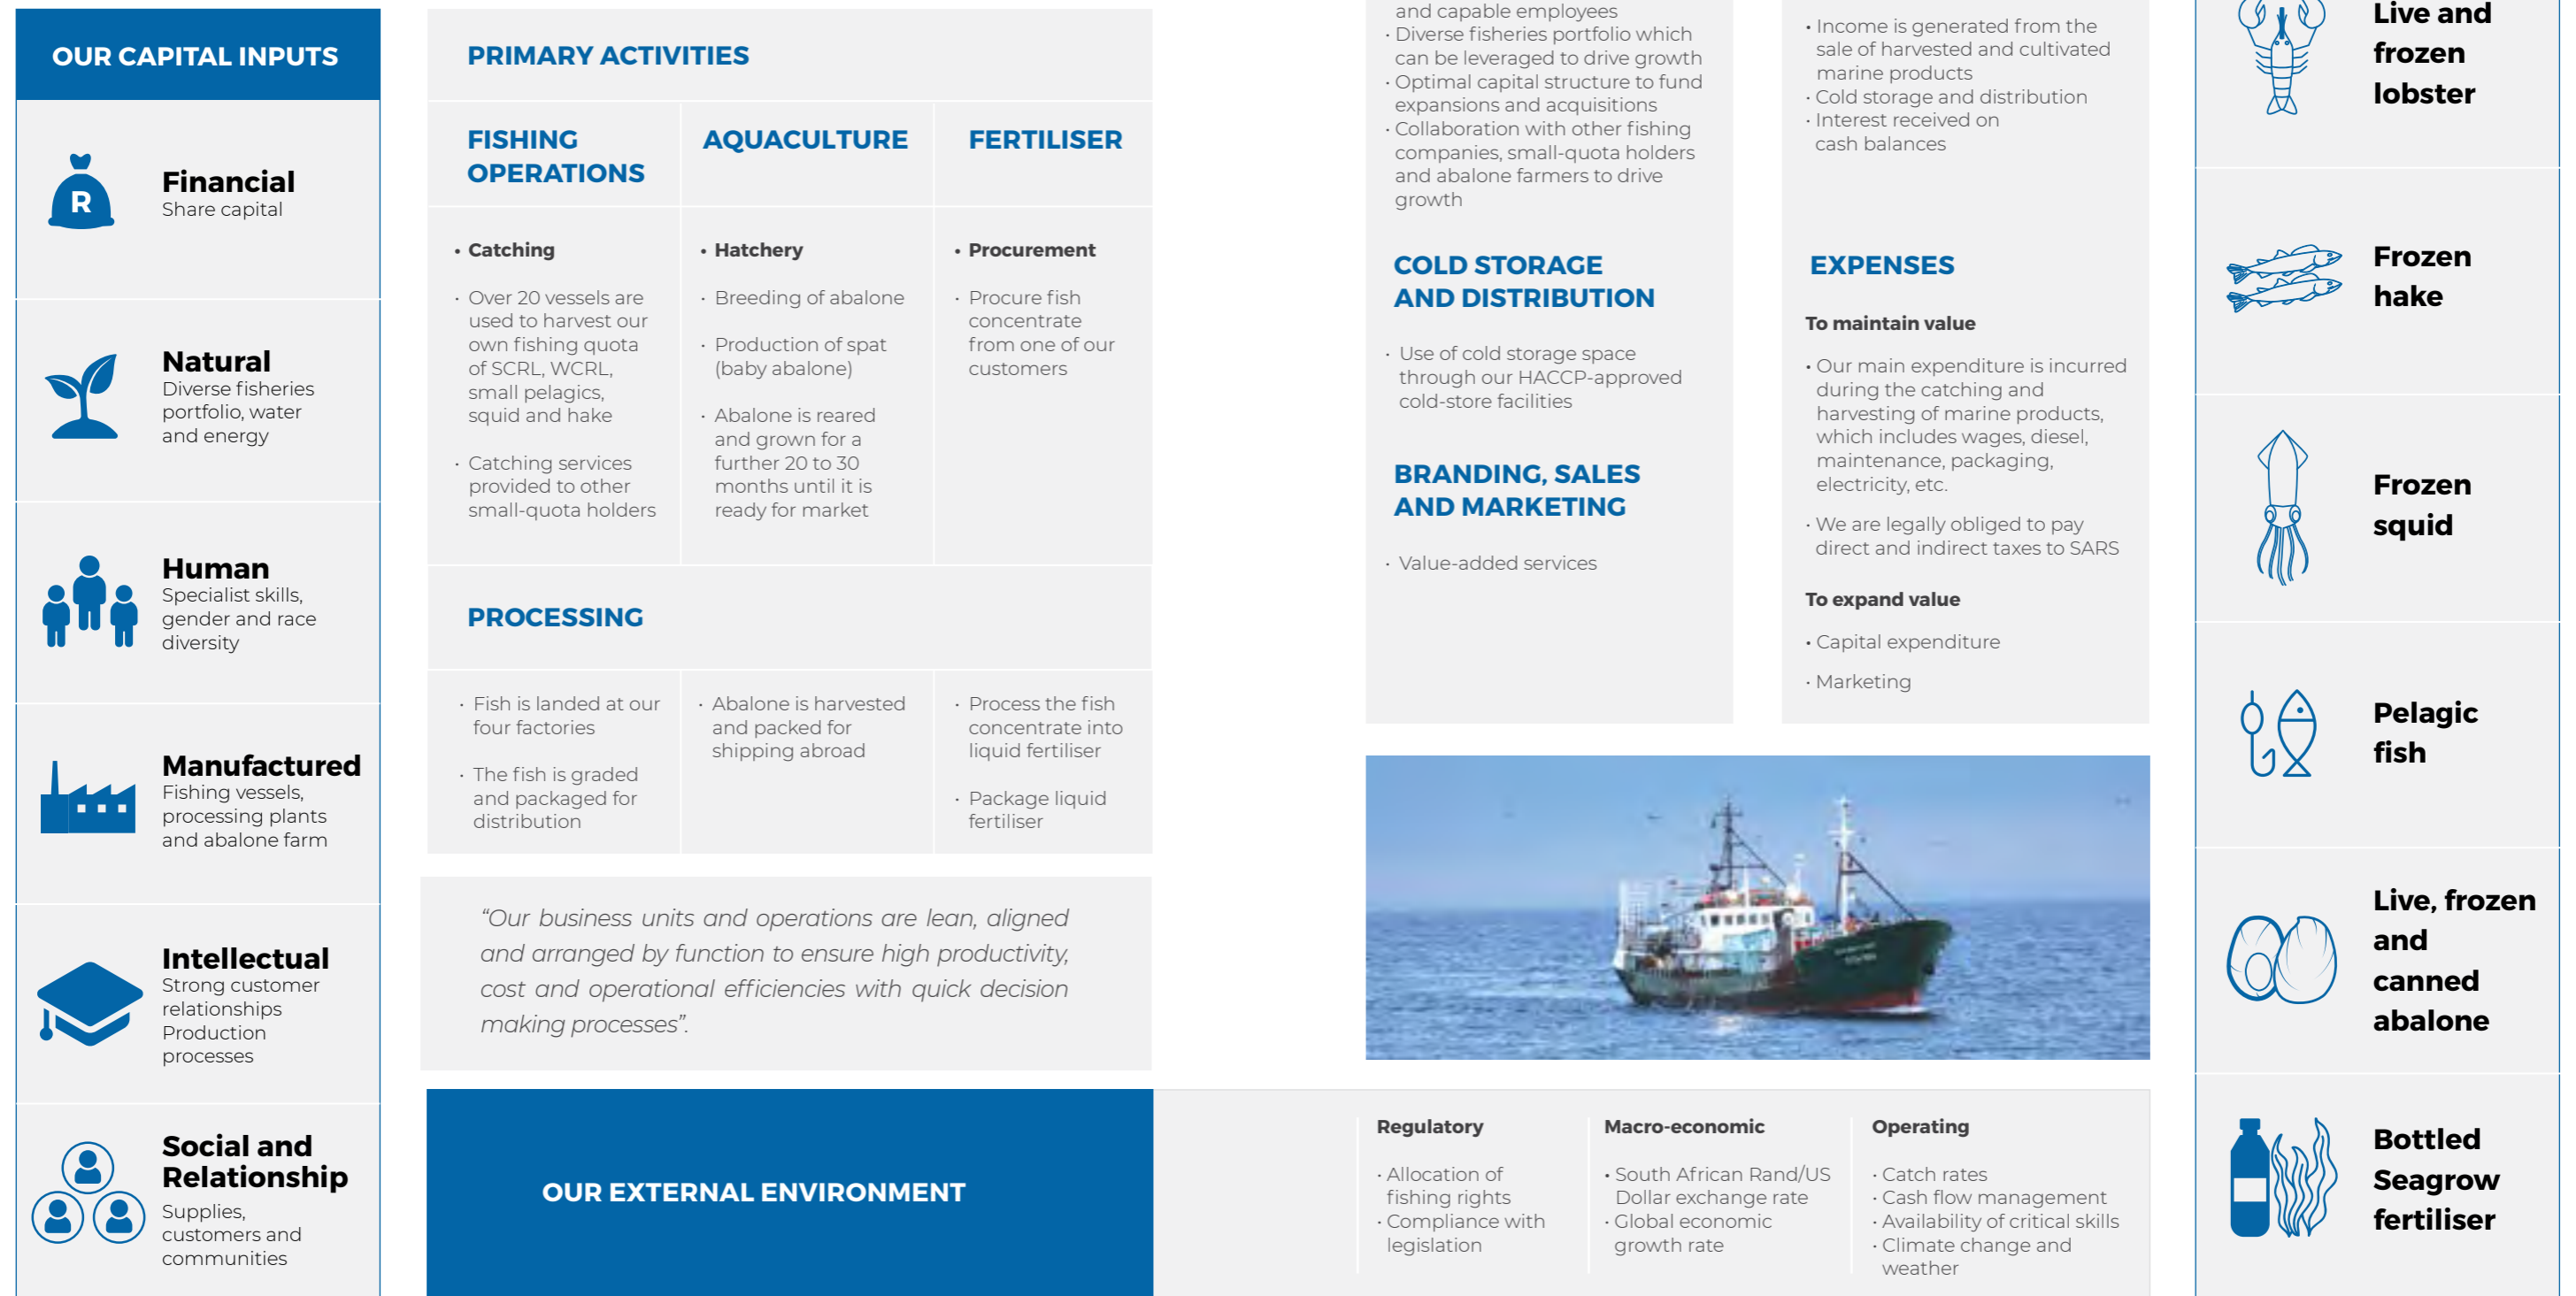 OUR CAPITAL INPUTS
R
Financial
Share capital
Natural
Diverse fisheries
portfolio, water
and energy
Human
Specialist skills,
gender and race
diversity
Manufactured
Fishing vessels,
processing plants
and abalone farm
Intellectual
Strong customer
relationships
Production
processes
Social and
Relationship
Supplies,
customers and
communities
PRIMARY ACTIVITIES
FISHING
OPERATIONS
• Catching
· Over 20 vessels are
used to harvest our
own fishing quota
of SCRL, WCRL,
small pelagics,
squid and hake
· Catching services
provided to other
small-quota holders
AQUACULTURE
• Hatchery
· Breeding of abalone
· Production of spat
(baby abalone)
· Abalone is reared
and grown for a
further 20 to 30
months until it is
ready for market
FERTILISER
• Procurement
· Procure fish
concentrate
from one of our
customers
PROCESSING
· Fish is landed at our
four factories
· The fish is graded
and packaged for
distribution
· Abalone is harvested
and packed for
shipping abroad
· Process the fish
concentrate into
liquid fertiliser
· Package liquid
fertiliser
“Our business units and operations are lean, aligned
and arranged by function to ensure high productivity,
cost and operational efficiencies with quick decision
making processes”.
and capable employees
· Diverse fisheries portfolio which
can be leveraged to drive growth
· Optimal capital structure to fund
expansions and acquisitions
· Collaboration with other fishing
companies, small-quota holders
and abalone farmers to drive
growth
COLD STORAGE
AND DISTRIBUTION
· Use of cold storage space
through our HACCP-approved
cold-store facilities
BRANDING, SALES
AND MARKETING
· Value-added services
· Income is generated from the
sale of harvested and cultivated
marine products
· Cold storage and distribution
· Interest received on
cash balances
EXPENSES
To maintain value
· Our main expenditure is incurred
during the catching and
harvesting of marine products,
which includes wages, diesel,
maintenance, packaging,
electricity, etc.
· We are legally obliged to pay
direct and indirect taxes to SARS
To expand value
· Capital expenditure
· Marketing
Live and
frozen
lobster
Frozen
hake
Frozen
squid
Pelagic
fish
Live, frozen
and
canned
abalone
Bottled
Seagrow
fertiliser
OUR EXTERNAL ENVIRONMENT
Regulatory
· Allocation of
fishing rights
· Compliance with
legislation
Macro-economic
· South African Rand/US
Dollar exchange rate
· Global economic
growth rate
Operating
· Catch rates
· Cash flow management
· Availability of critical skills
· Climate change and
weather